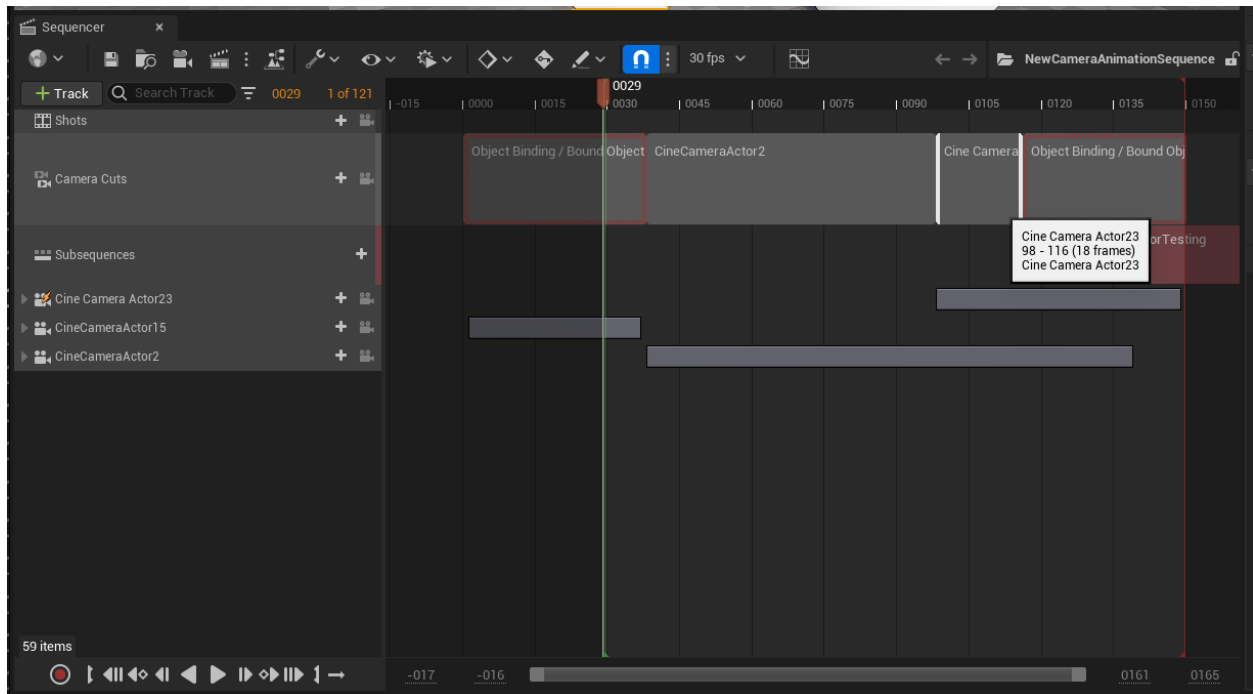 Sequencer
30 fps
NewCameraAnimationSequence
Track
Search Track
0029
1 of 121
0029
-015
0000
0015
0030
0045
0060
0075
0090
0105
0120
0135
0150
Shots
Camera Cuts
Object Binding / Bound Object
CineCameraActor2
Cine Camera
Object Binding / Bound Obj
Subsequences
orTesting
Cine Camera Actor23
98 - 116 (18 frames)
Cine Camera Actor23
Cine Camera Actor23
CineCameraActor15
CineCameraActor2
59 items
-017
-016
0161
0165